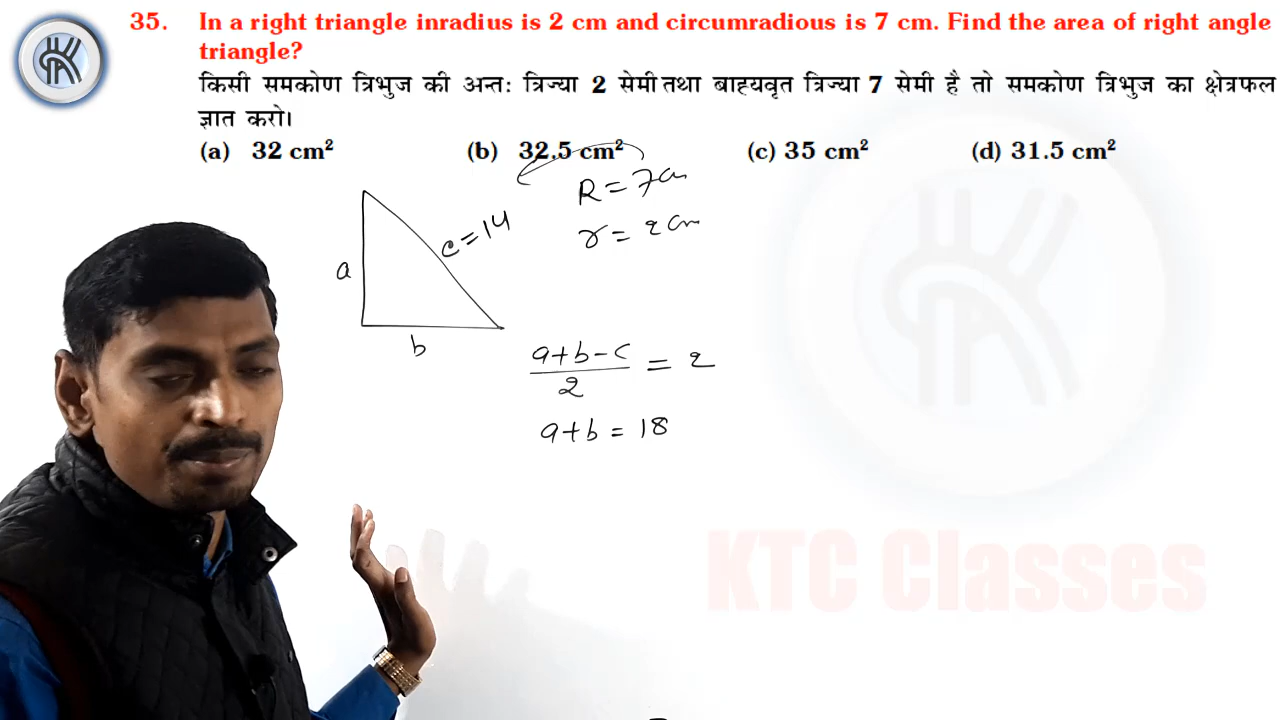 35. In a right triangle inradius is 2 cm and circumradious is 7 cm. Find the area of right angle
triangle?
किसी समकोण त्रिभुज की अन्तः त्रिज्या 2 सेमी तथा बाह्यवृत त्रिज्या 7 सेमी है तो समकोण त्रिभुज का क्षेत्रफल
ज्ञात करो।
(a) 32 cm² (b) 32.5 cm² (c) 35 cm² (d) 31.5 cm²
R = 7cm
c = 14
r = 2cm
a
b
a+b-c/2 = 2
a+b = 18
KTC Classes